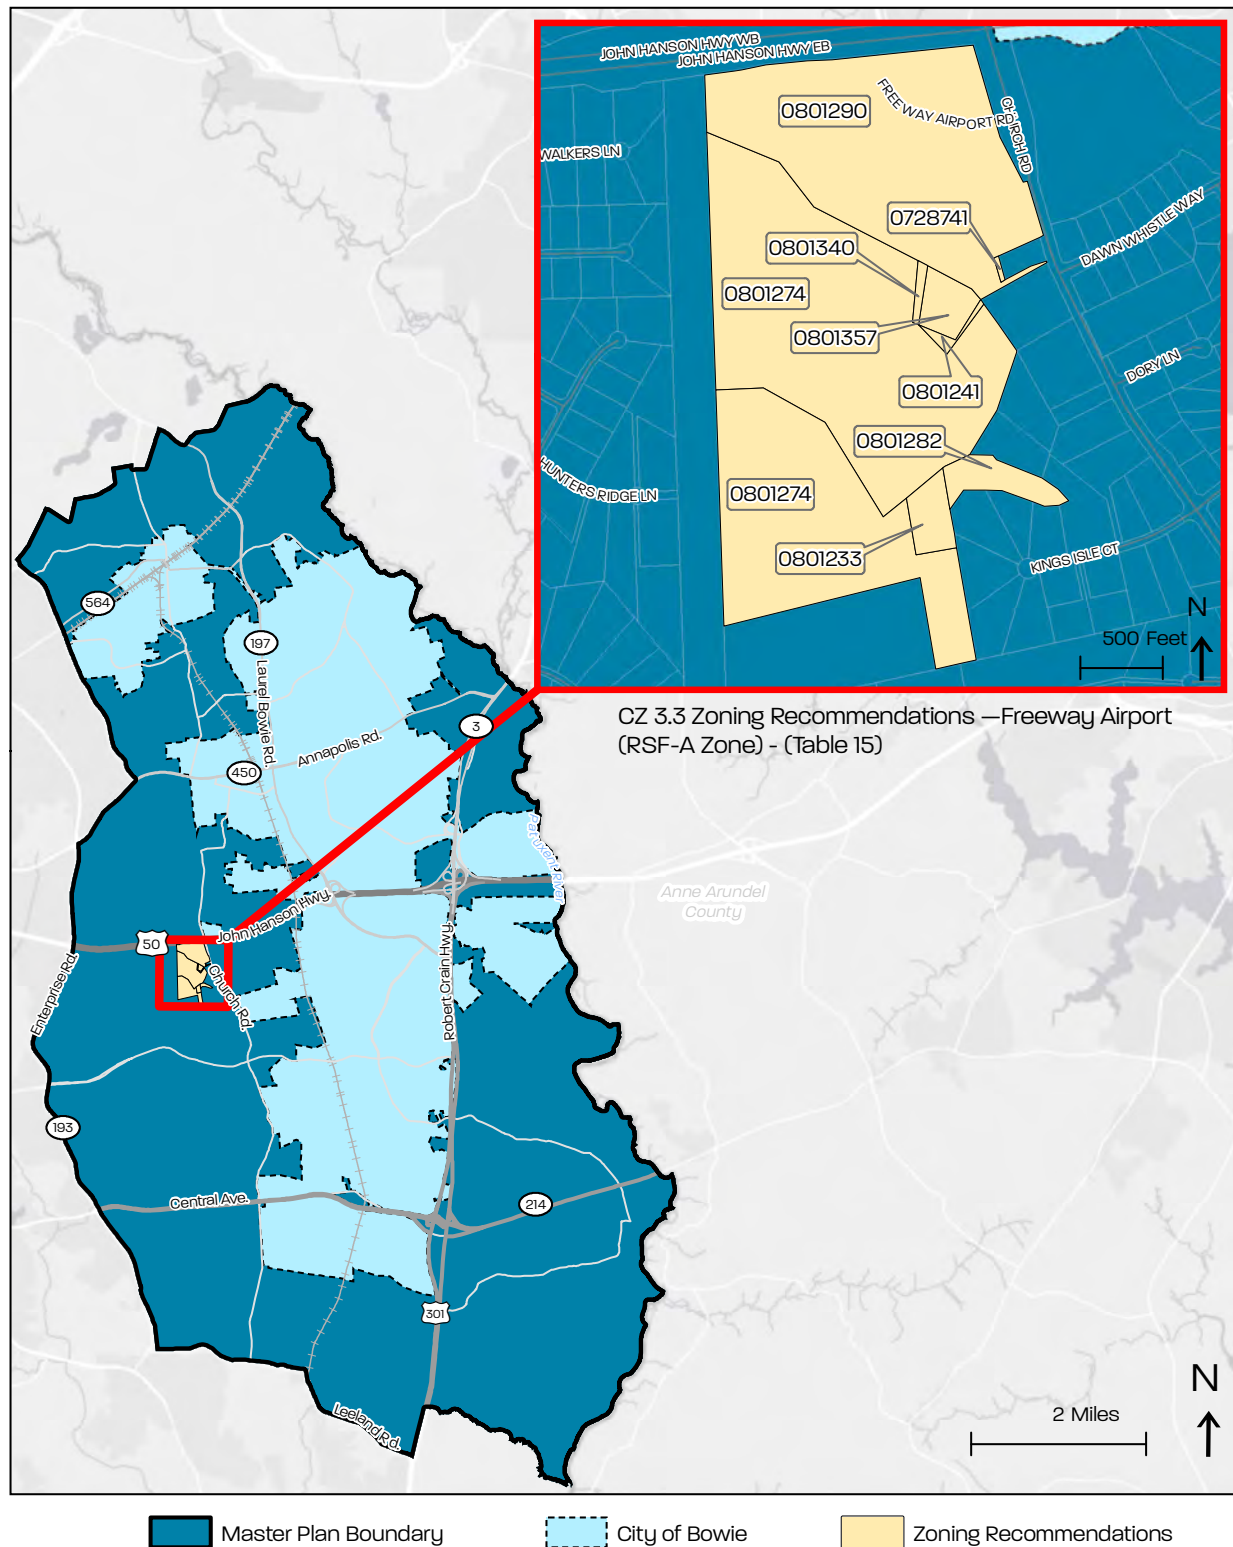 JOHN HANSON HWY WB
JOHN HANSON HWY EB
FREEWAY AIRPORT RD
CHURCH RD
0801290
WALKERS LN
0728741
DAWN WHISTLE WAY
0801340
0801274
0801357
DORY LN
0801241
0801282
HUNTERS RIDGE LN
0801274
0801233
KINGS ISLE CT
N
500 Feet
CZ 3.3 Zoning Recommendations —Freeway Airport
(RSF-A Zone) - (Table 15)
564
197
Laurel Bowie Rd.
3
Annapolis Rd.
450
Patuxent River
Anne Arundel
County
John Hanson Hwy.
50
Enterprise Rd.
Church Rd.
Robert Crain Hwy.
193
Central Ave.
214
301
Leeland Rd.
N
2 Miles
Master Plan Boundary
City of Bowie
Zoning Recommendations